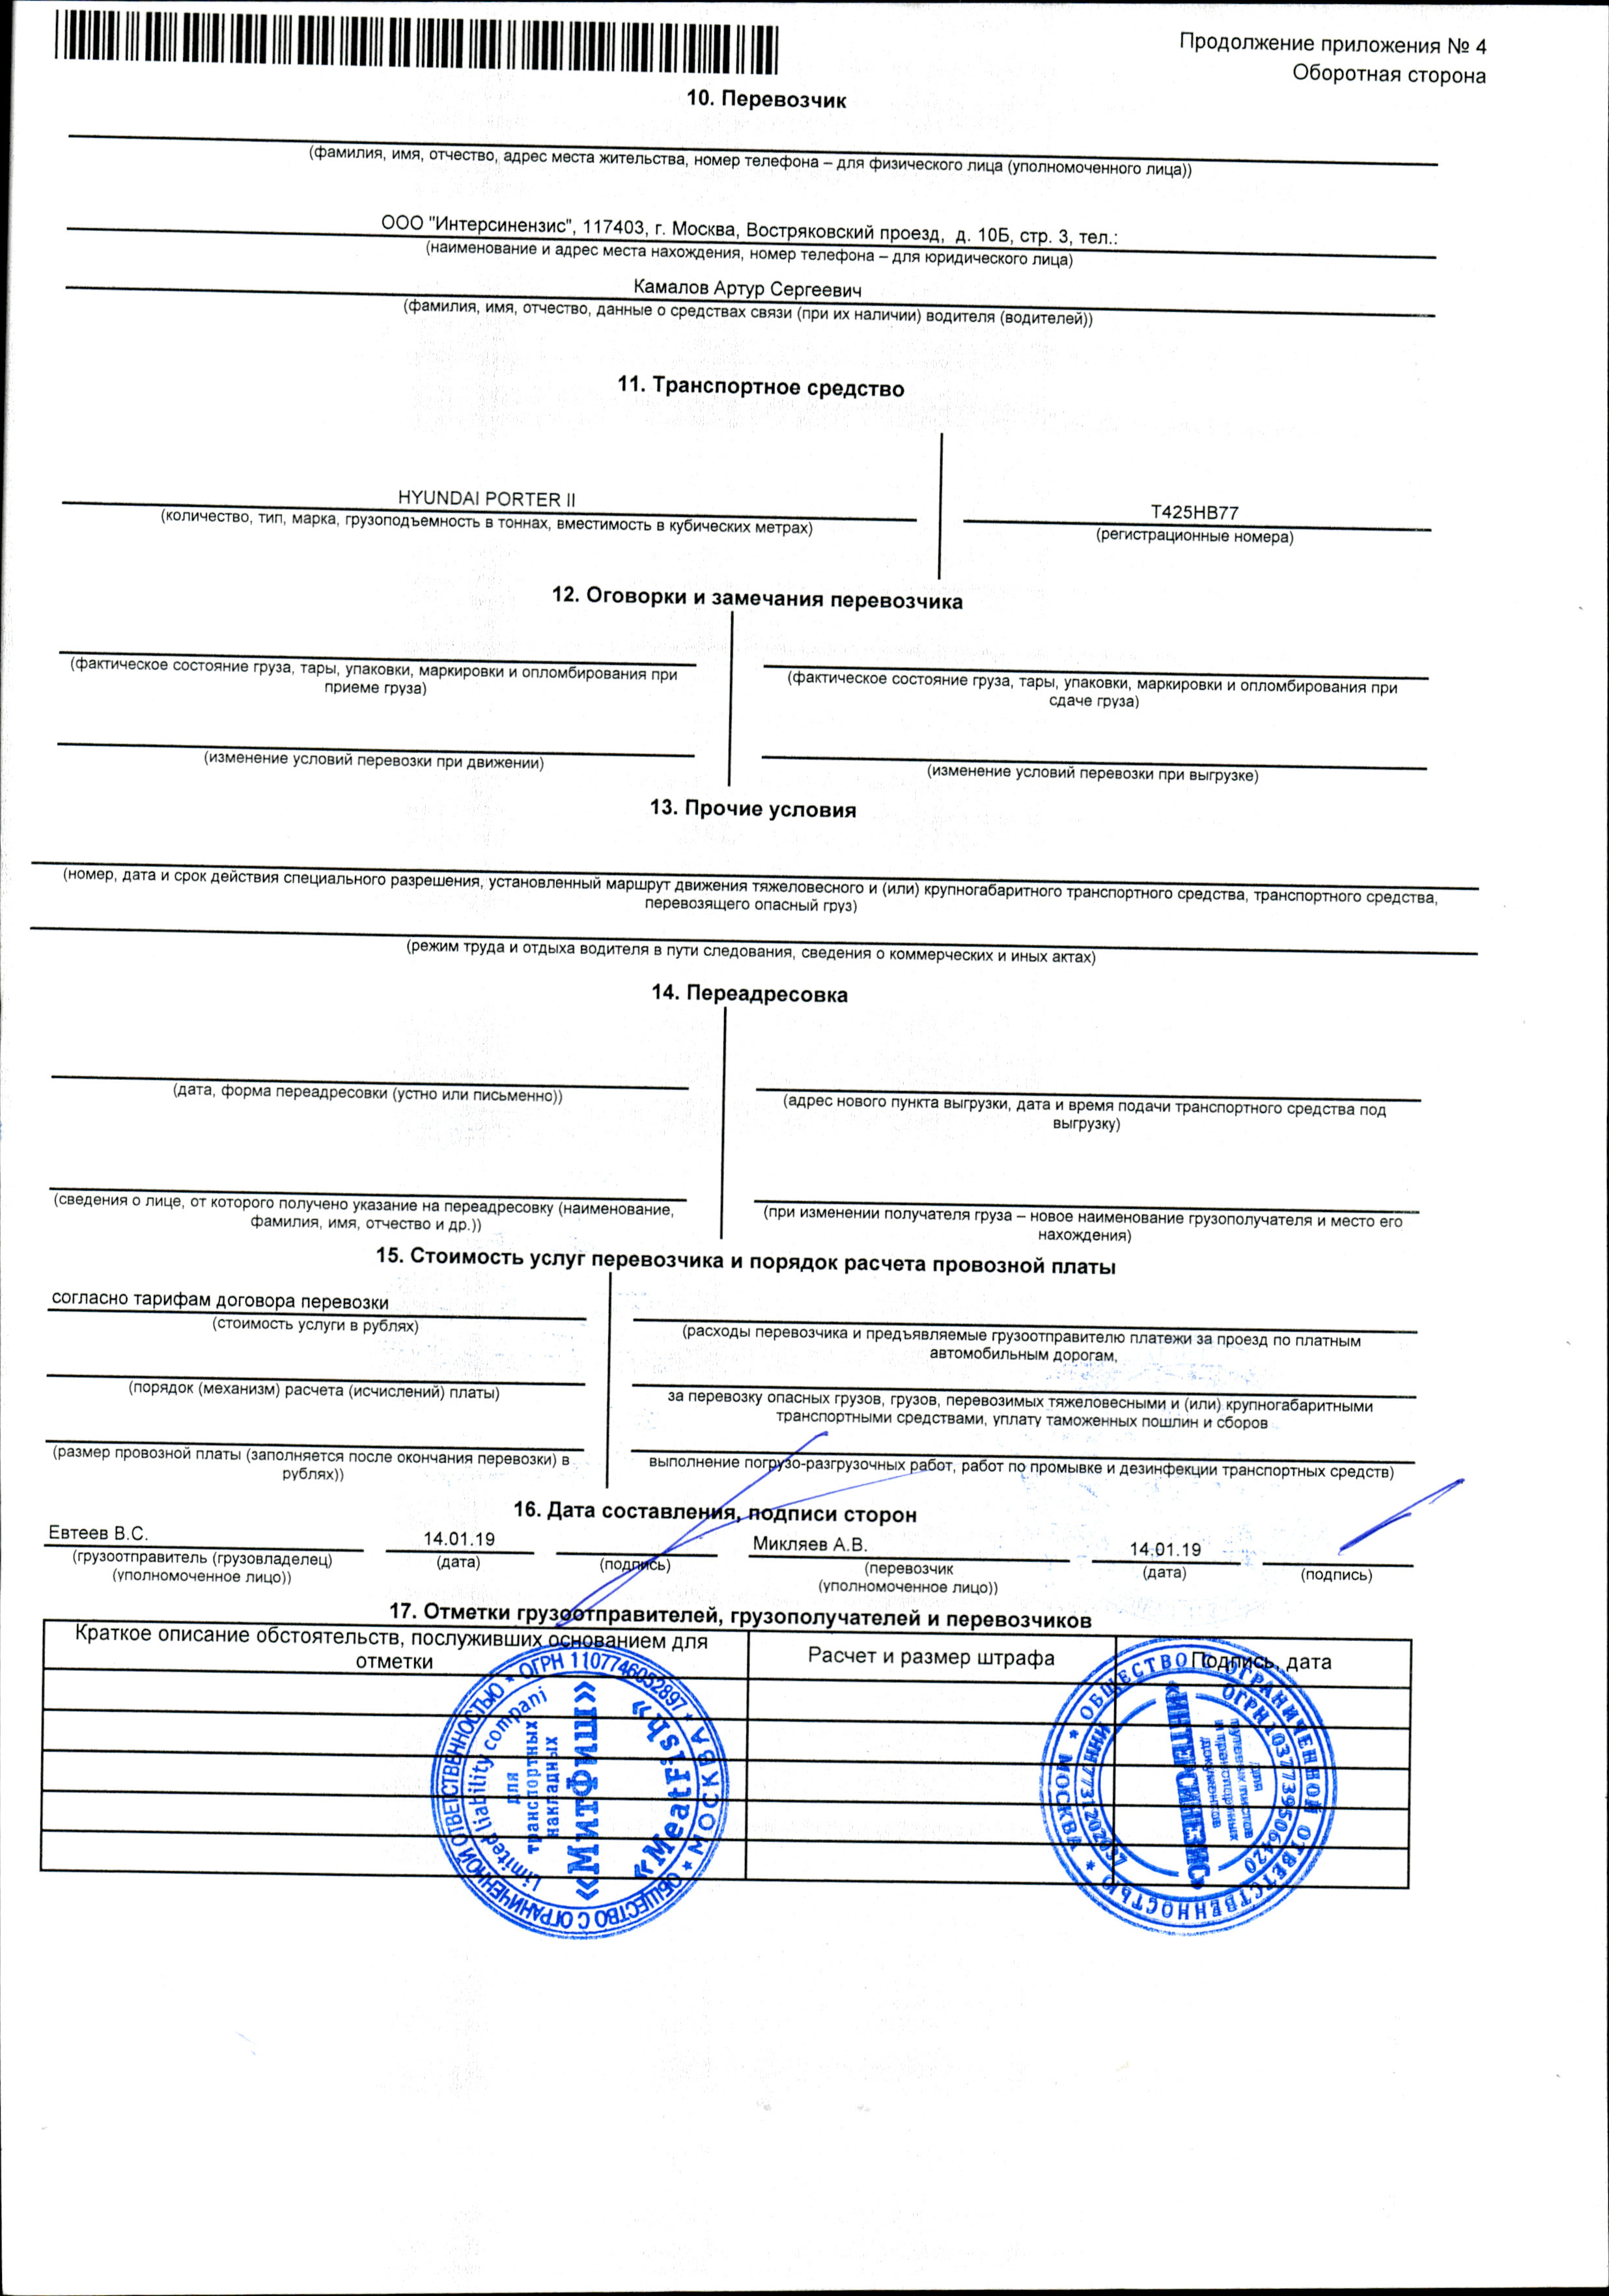 Продолжение приложения № 4
Оборотная сторона
10. Перевозчик
(фамилия, имя, отчество, адрес места жительства, номер телефона – для физического лица (уполномоченного лица))
ООО "Интерсинензис", 117403, г. Москва, Востряковский проезд, д. 10Б, стр. 3, тел.:
(наименование и адрес места нахождения, номер телефона – для юридического лица)
Камалов Артур Сергеевич
(фамилия, имя, отчество, данные о средствах связи (при их наличии) водителя (водителей))
11. Транспортное средство
HYUNDAI PORTER II
(количество, тип, марка, грузоподъемность в тоннах, вместимость в кубических метрах)
Т425НВ77
(регистрационные номера)
12. Оговорки и замечания перевозчика
(фактическое состояние груза, тары, упаковки, маркировки и опломбирования при
приеме груза)
(фактическое состояние груза, тары, упаковки, маркировки и опломбирования при
сдаче груза)
(изменение условий перевозки при движении)
(изменение условий перевозки при выгрузке)
13. Прочие условия
(номер, дата и срок действия специального разрешения, установленный маршрут движения тяжеловесного и (или) крупногабаритного транспортного средства, транспортного средства,
перевозящего опасный груз)
(режим труда и отдыха водителя в пути следования, сведения о коммерческих и иных актах)
14. Переадресовка
(дата, форма переадресовки (устно или письменно))
(адрес нового пункта выгрузки, дата и время подачи транспортного средства под
выгрузку)
(сведения о лице, от которого получено указание на переадресовку (наименование,
фамилия, имя, отчество и др.))
(при изменении получателя груза – новое наименование грузополучателя и место его
нахождения)
15. Стоимость услуг перевозчика и порядок расчета провозной платы
согласно тарифам договора перевозки
(стоимость услуги в рублях)
(расходы перевозчика и предъявляемые грузоотправителю платежи за проезд по платным
автомобильным дорогам,
(порядок (механизм) расчета (исчислений) платы)
за перевозку опасных грузов, грузов, перевозимых тяжеловесными и (или) крупногабаритными
транспортными средствами, уплату таможенных пошлин и сборов
(размер провозной платы (заполняется после окончания перевозки) в
рублях))
выполнение погрузо-разгрузочных работ, работ по промывке и дезинфекции транспортных средств)
16. Дата составления, подписи сторон
Евтеев В.С. 14.01.19 Микляев А.В. 14.01.19
(грузоотправитель (грузовладелец)
(уполномоченное лицо))
(дата)
(подпись)
(перевозчик
(уполномоченное лицо))
(дата)
(подпись)
17. Отметки грузоотправителей, грузополучателей и перевозчиков
Краткое описание обстоятельств, послуживших основанием для
отметки
Расчет и размер штрафа
Подпись, дата
ОБЩЕСТВО С ОГРАНИЧЕННОЙ ОТВЕТСТВЕННОСТЬЮ * ОГРН 1107746052897 * МОСКВА *
Limited liability compani
«MeatFish»
для
транспортных
накладных
«МитФиш»
ОБЩЕСТВО С ОГРАНИЧЕННОЙ ОТВЕТСТВЕННОСТЬЮ * МОСКВА *
ОГРН 1037739506420
для
путевых листов
и транспортных
документов